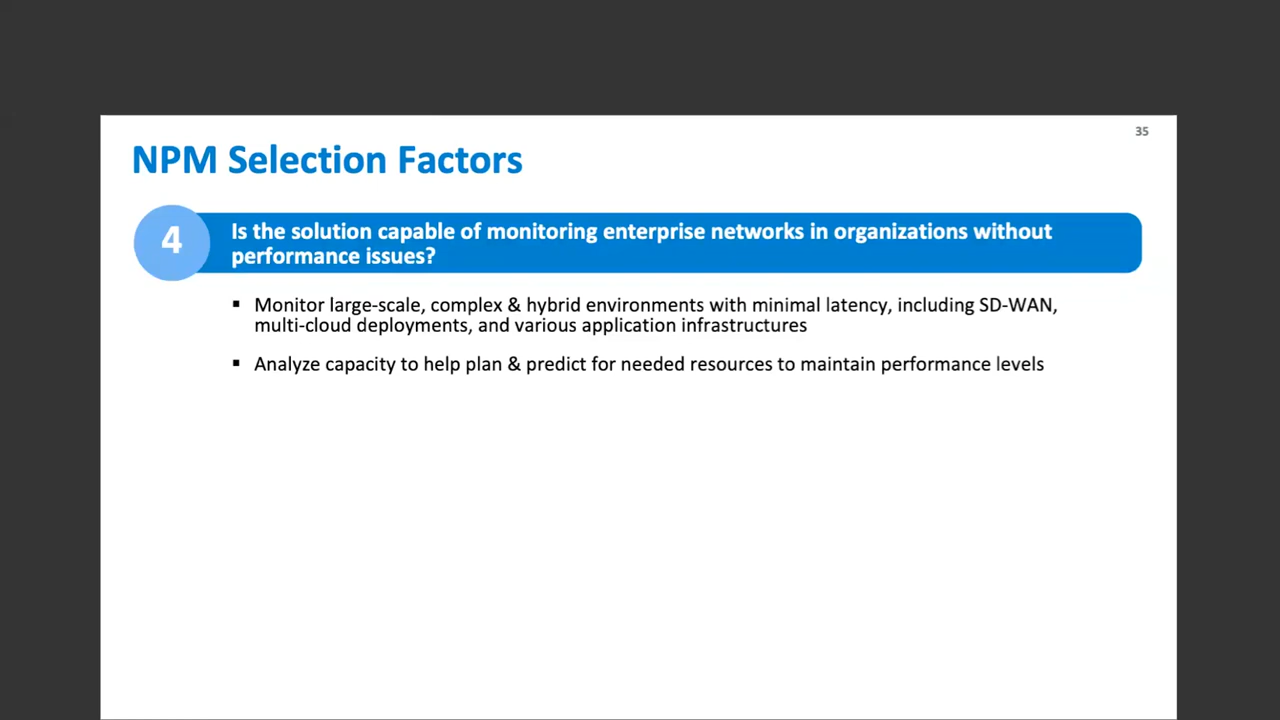 35
NPM Selection Factors
4
Is the solution capable of monitoring enterprise networks in organizations without
performance issues?
▪ Monitor large-scale, complex & hybrid environments with minimal latency, including SD-WAN,
multi-cloud deployments, and various application infrastructures
▪ Analyze capacity to help plan & predict for needed resources to maintain performance levels